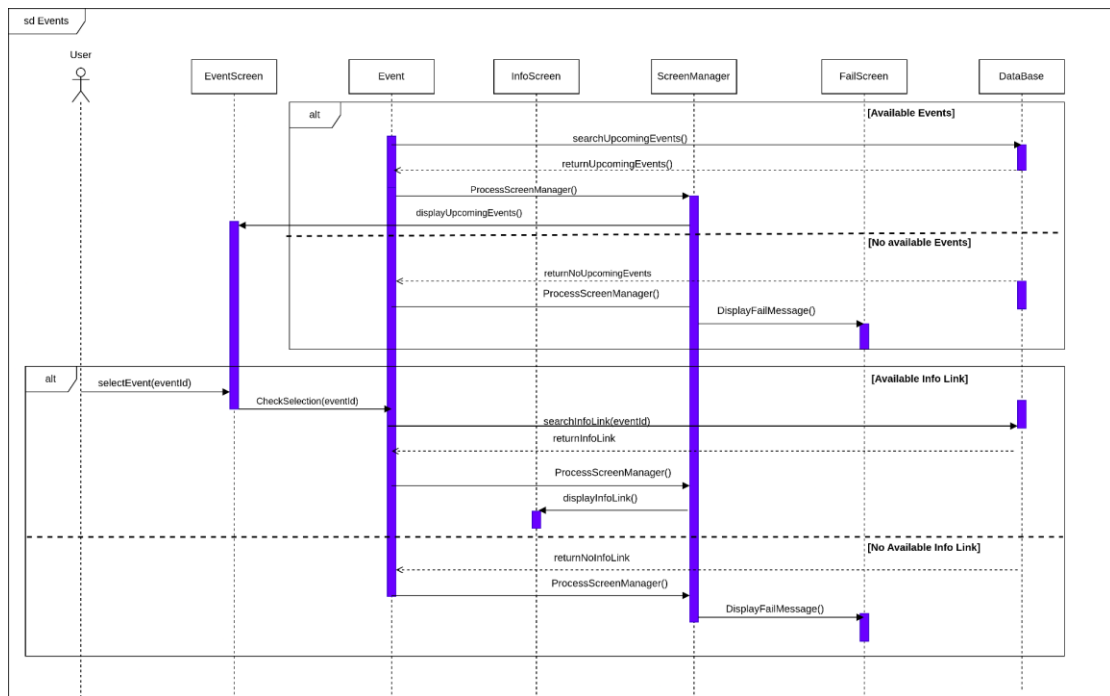 sd Events
User
EventScreen
Event
InfoScreen
ScreenManager
FailScreen
DataBase
alt
[Available Events]
searchUpcomingEvents()
returnUpcomingEvents()
ProcessScreenManager()
displayUpcomingEvents()
[No available Events]
returnNoUpcomingEvents
ProcessScreenManager()
DisplayFailMessage()
alt
[Available Info Link]
selectEvent(eventId)
CheckSelection(eventId)
searchInfoLink(eventId)
returnInfoLink
ProcessScreenManager()
displayInfoLink()
[No Available Info Link]
returnNoInfoLink
ProcessScreenManager()
DisplayFailMessage()